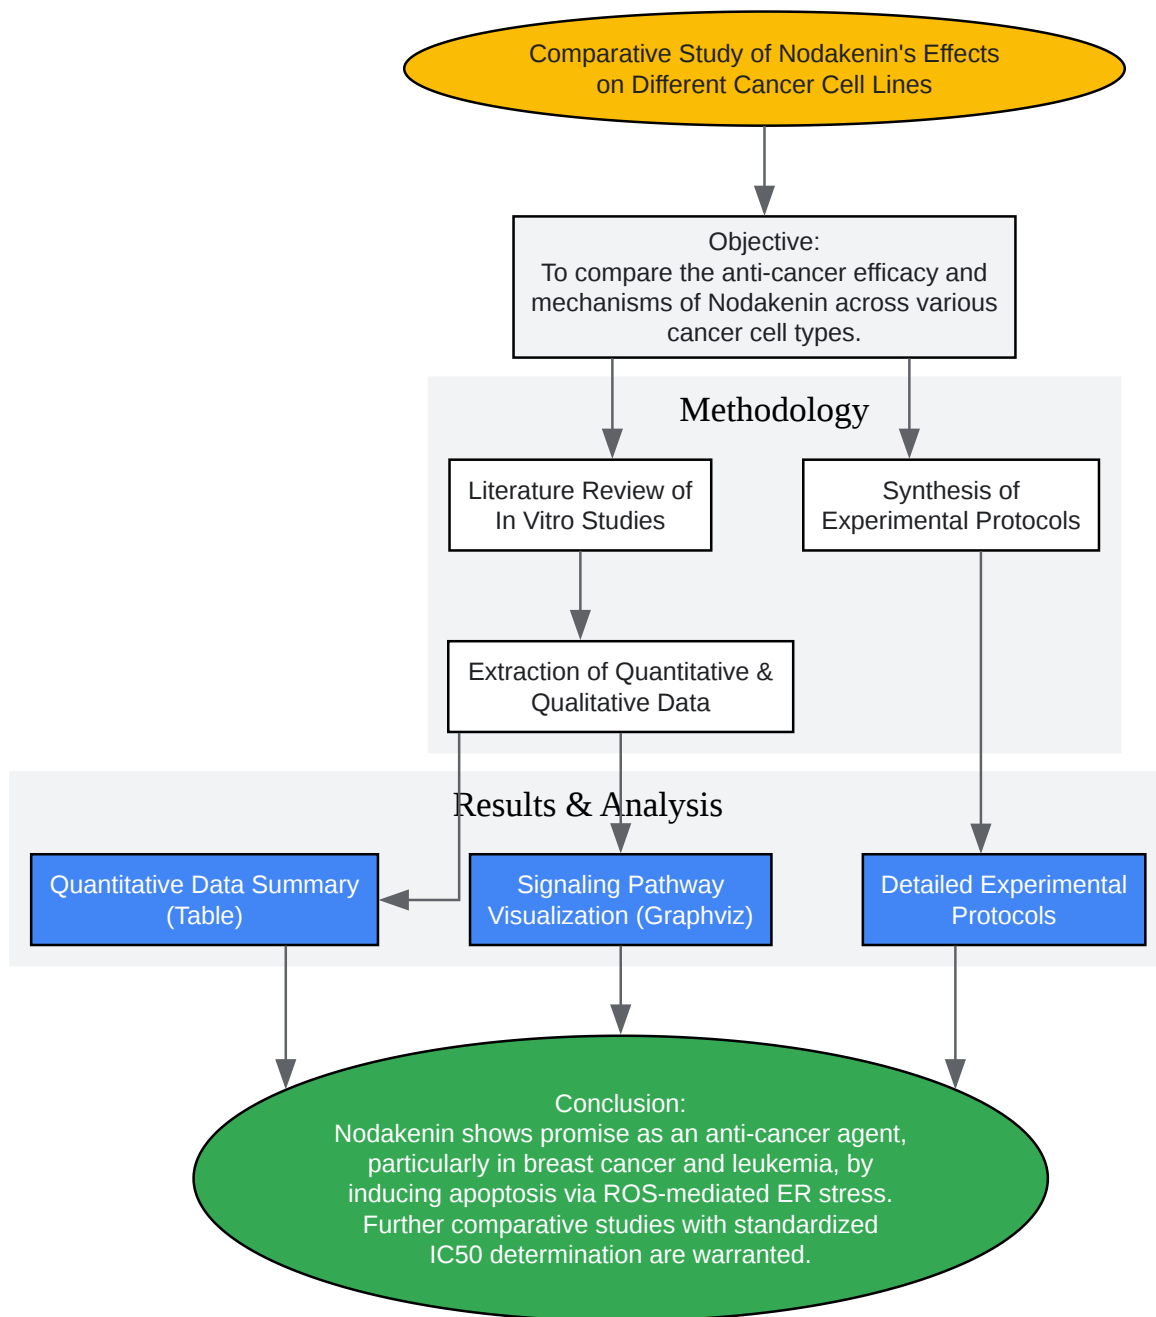 Comparative Study of Nodakenin's Effects
on Different Cancer Cell Lines
Objective:
To compare the anti-cancer efficacy and
mechanisms of Nodakenin across various
cancer cell types.
Methodology
Literature Review of
In Vitro Studies
Synthesis of
Experimental Protocols
Extraction of Quantitative &
Qualitative Data
Results & Analysis
Quantitative Data Summary
(Table)
Signaling Pathway
Visualization (Graphviz)
Detailed Experimental
Protocols
Conclusion:
Nodakenin shows promise as an anti-cancer agent,
particularly in breast cancer and leukemia, by
inducing apoptosis via ROS-mediated ER stress.
Further comparative studies with standardized
IC50 determination are warranted.